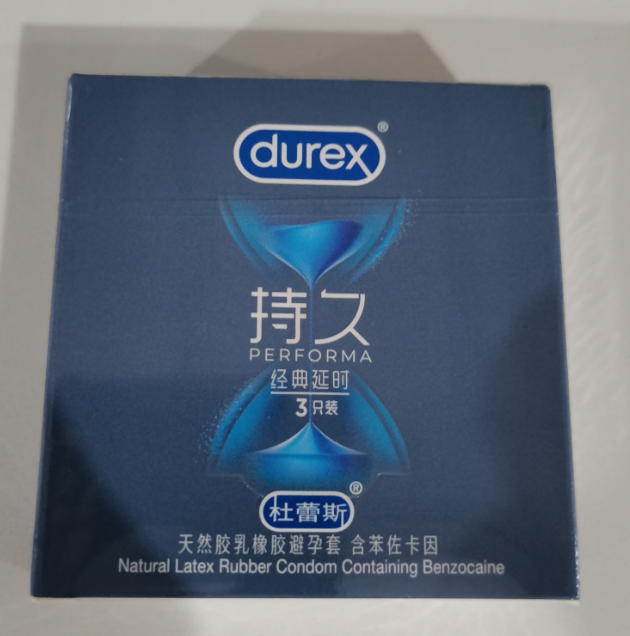 durex®
持久
PERFORMA
经典延时
3只装
杜蕾斯®
天然胶乳橡胶避孕套 含苯佐卡因
Natural Latex Rubber Condom Containing Benzocaine